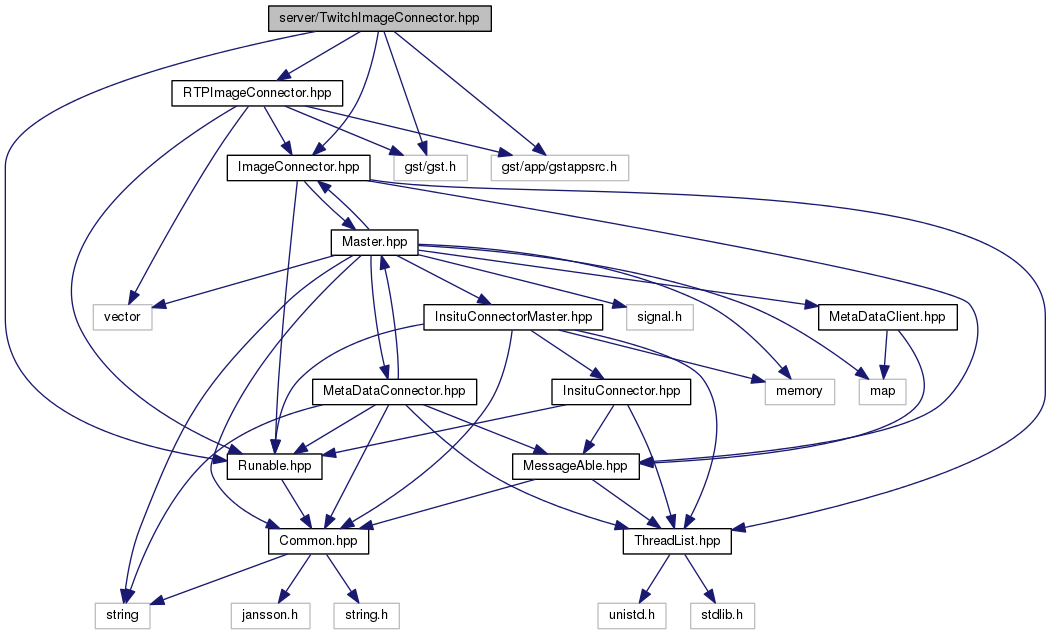 server/TwitchImageConnector.hpp
RTPImageConnector.hpp
ImageConnector.hpp
gst/gst.h
gst/app/gstappsrc.h
Master.hpp
vector
InsituConnectorMaster.hpp
signal.h
MetaDataClient.hpp
MetaDataConnector.hpp
InsituConnector.hpp
memory
map
Runable.hpp
MessageAble.hpp
Common.hpp
ThreadList.hpp
string
jansson.h
string.h
unistd.h
stdlib.h